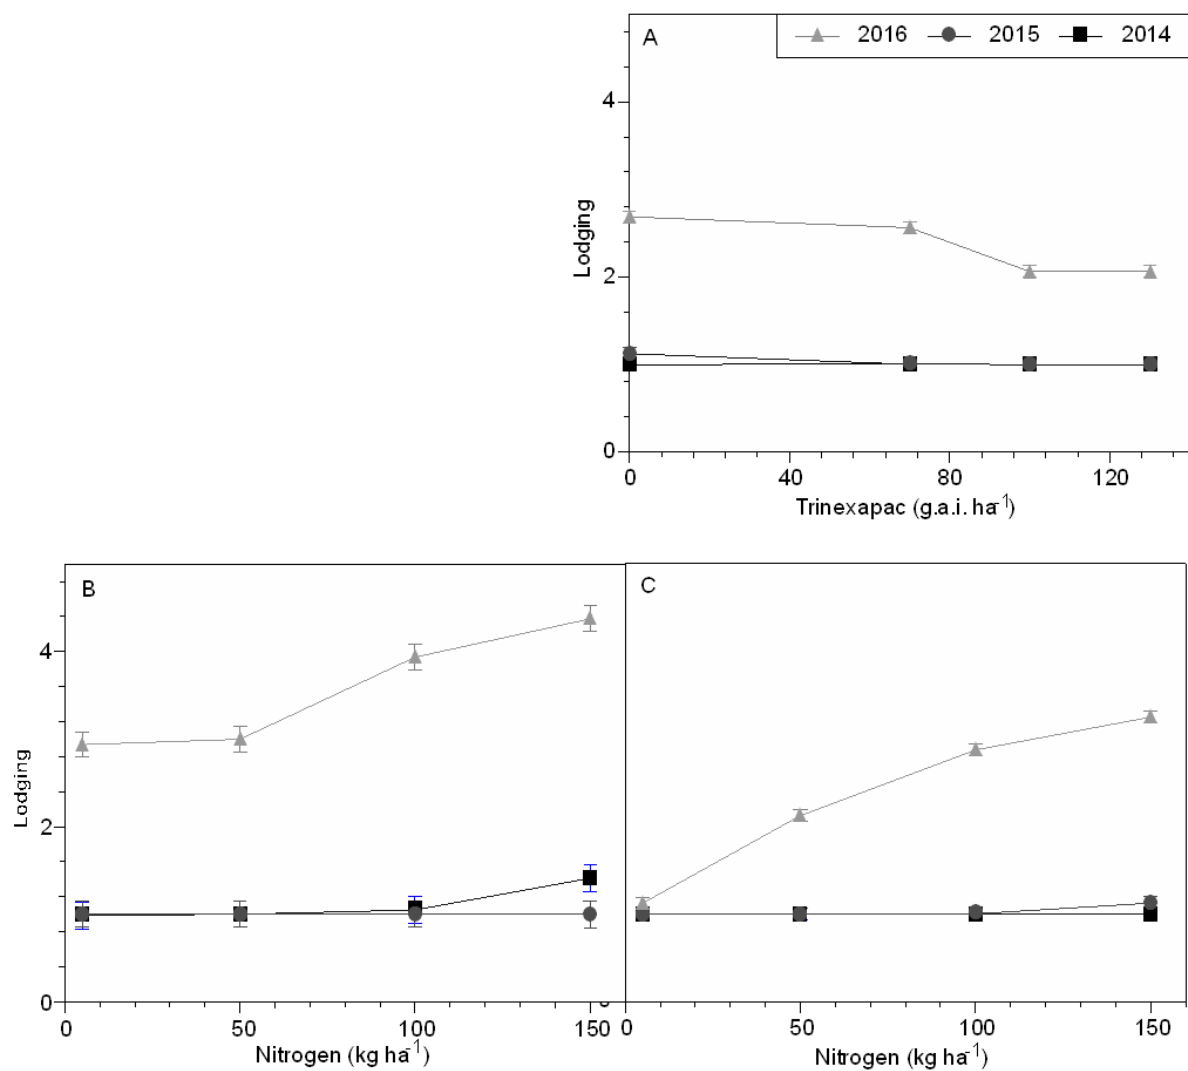 A
2016 2015 2014
4
2
0
Lodging
0 40 80 120
Trinexapac (g.a.i. ha⁻¹)
B
4
2
0
Lodging
0 50 100 150
Nitrogen (kg ha⁻¹)
C
0 50 100 150
Nitrogen (kg ha⁻¹)